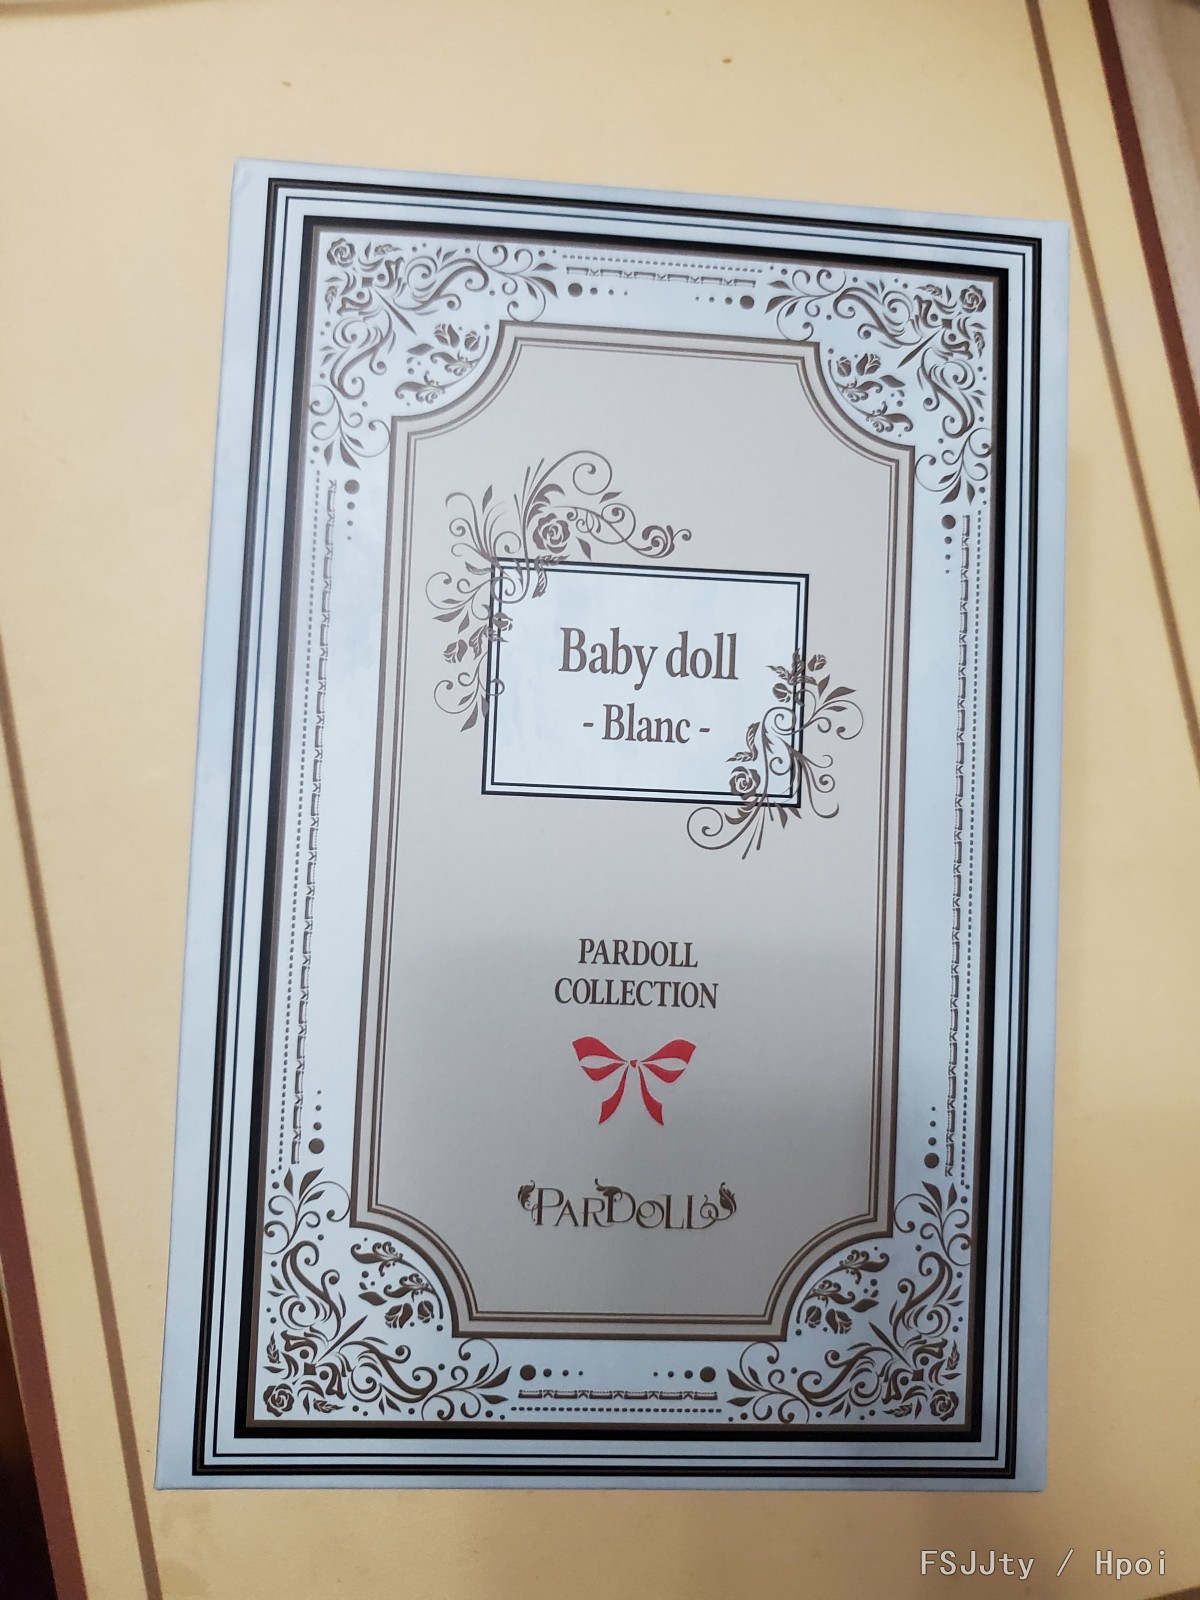 Baby doll
- Blanc -
PARDOLL
COLLECTION
PARDOLL
FSJJty / Hpoi